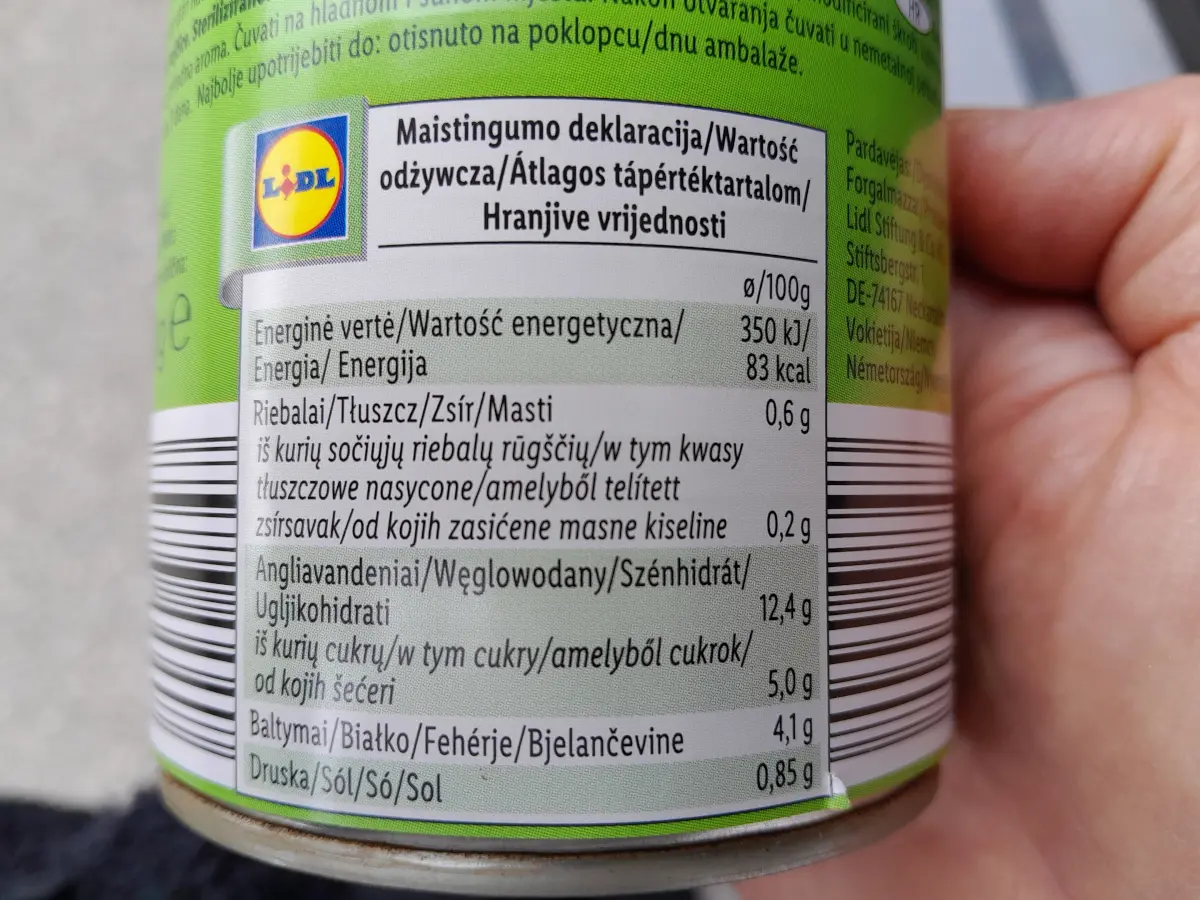 Sterilizirano.
modificirani škrob
HR
aroma. Čuvati na hladnom i suhom mjestu. Nakon otvaranja čuvati u nemetalnoj
Najbolje upotrijebiti do: otisnuto na poklopcu/dnu ambalaže.
LIDL
Maistingumo deklaracija/Wartość
odżywcza/Átlagos tápértéktartalom/
Hranjive vrijednosti
ø/100g
Energinė vertė/Wartość energetyczna/ 350 kJ/
Energia/ Energija 83 kcal
Riebalai/Tłuszcz/Zsír/Masti 0,6 g
iš kurių sočiųjų riebalų rūgščių/w tym kwasy
tłuszczowe nasycone/amelyből telített
zsírsavak/od kojih zasićene masne kiseline 0,2 g
Angliavandeniai/Węglowodany/Szénhidrát/
Ugljikohidrati 12,4 g
iš kurių cukrų/w tym cukry/amelyből cukrok/
od kojih šećeri 5,0 g
Baltymai/Białko/Fehérje/Bjelančevine 4,1 g
Druska/Sól/Só/Sol 0,85 g
e
Pardavėjas:
Forgalmazza:
Lidl Stiftung & Co.
Stiftsbergstr. 1
DE-74167
Vokietija/
Németország/